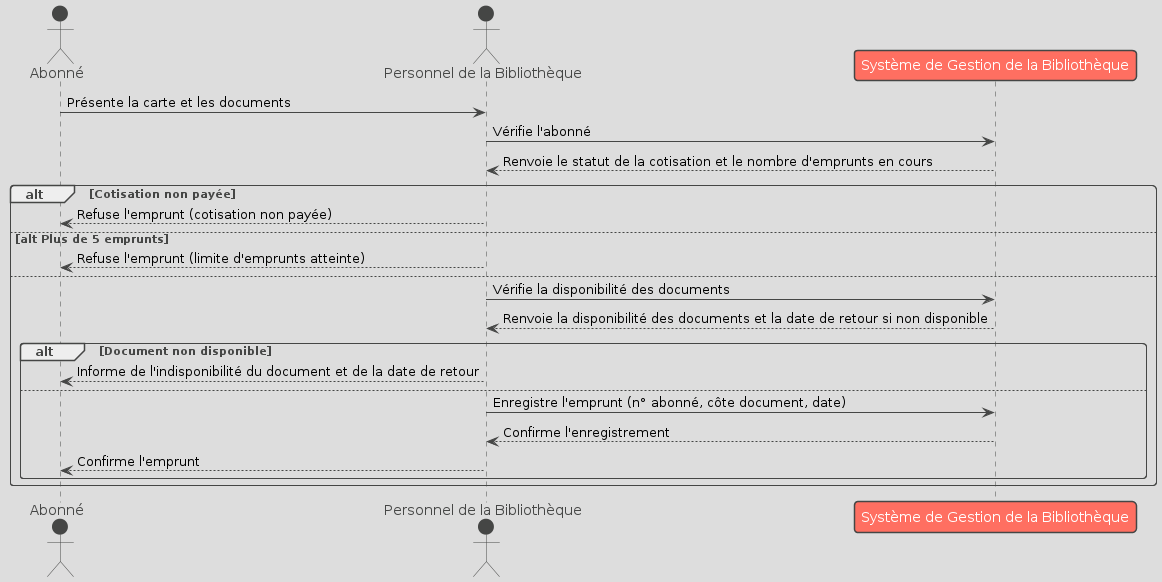 Abonné
Personnel de la Bibliothèque
Système de Gestion de la Bibliothèque
Présente la carte et les documents
Vérifie l'abonné
Renvoie le statut de la cotisation et le nombre d'emprunts en cours
alt [Cotisation non payée]
Refuse l'emprunt (cotisation non payée)
[alt Plus de 5 emprunts]
Refuse l'emprunt (limite d'emprunts atteinte)
Vérifie la disponibilité des documents
Renvoie la disponibilité des documents et la date de retour si non disponible
alt [Document non disponible]
Informe de l'indisponibilité du document et de la date de retour
Enregistre l'emprunt (n° abonné, côte document, date)
Confirme l'enregistrement
Confirme l'emprunt
Abonné
Personnel de la Bibliothèque
Système de Gestion de la Bibliothèque